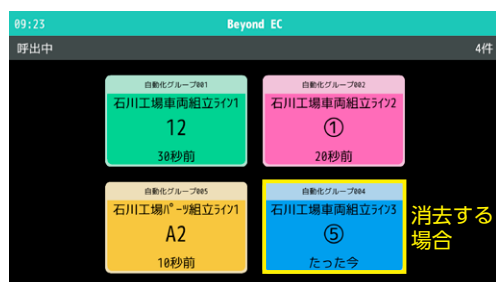 09:23
Beyond EC
呼出中
4件
自動化グループ001
石川工場車両組立ﾗｲﾝ1
12
30秒前
自動化グループ002
石川工場車両組立ﾗｲﾝ2
①
20秒前
自動化グループ005
石川工場ﾊﾟｰﾂ組立ﾗｲﾝ1
A2
10秒前
自動化グループ004
石川工場車両組立ﾗｲﾝ3
⑤
たった今
消去する
場合